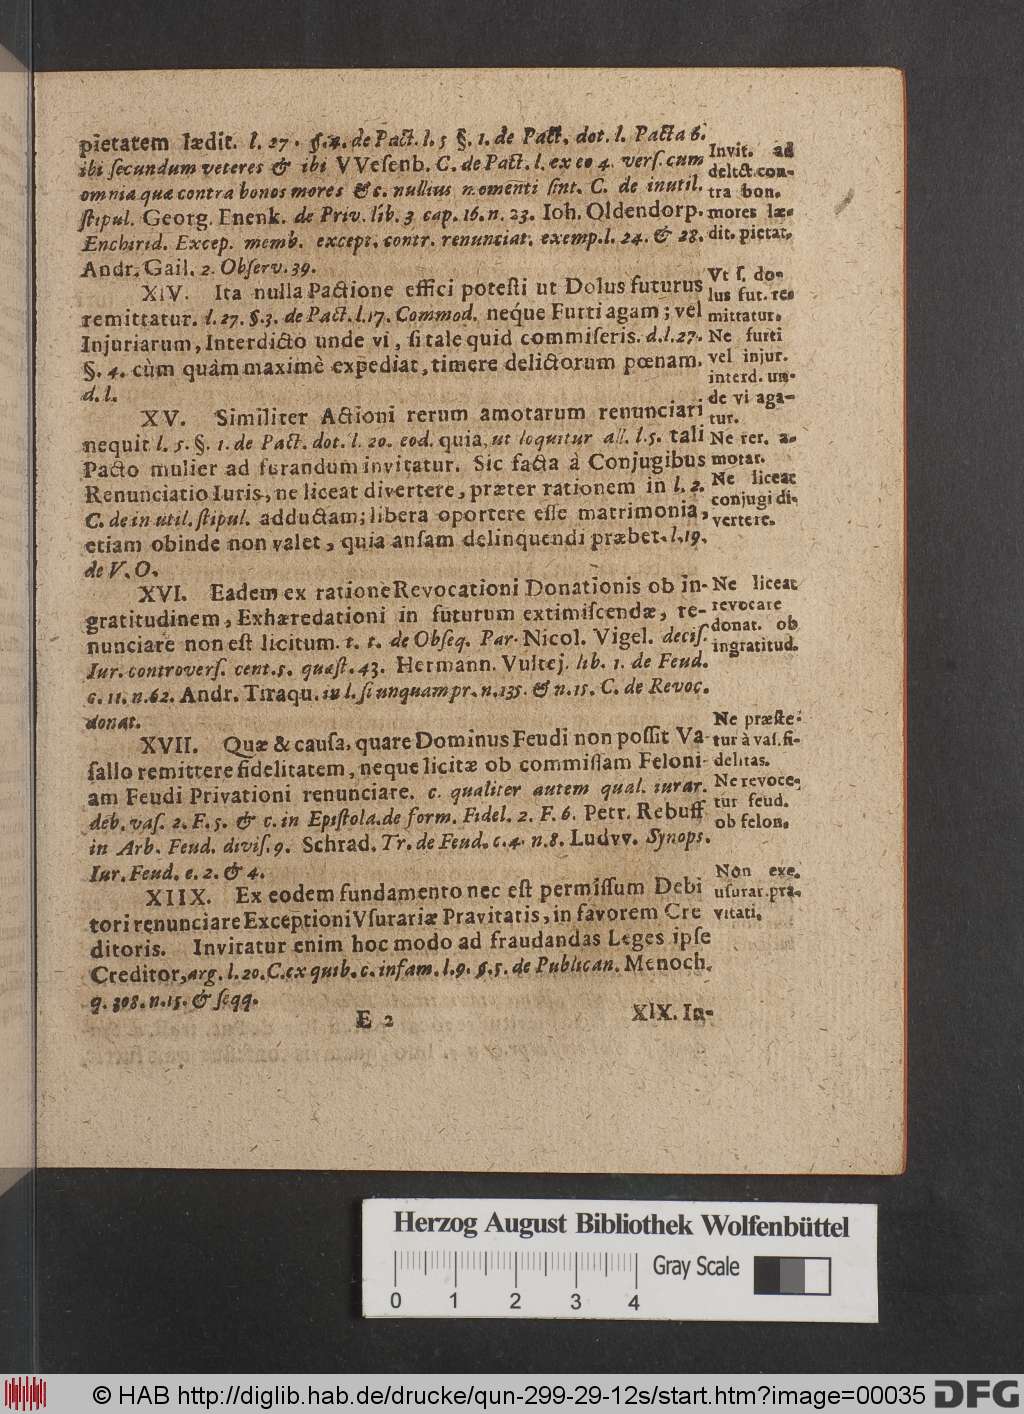 pietatem lædit. l. 27. §. 4. de Pact. l. 5 §. 1. de Pact. dot. l. Pacta 6.
ibi secundum veteres & ibi VVesenb. C. de Pact. l. ex eo 4. vers. cum
omnia quæ contra bonos mores &c. nullius momenti sint. C. de inutil.
stipul. Georg. Enenk. de Priv. lib. 3 cap. 16. n. 23. Ioh. Oldendorp.
Enchirid. Excep. memb. except. contr. renunciat. exemp. l. 24. & 28.
Andr. Gail. 2. Observ. 39.
Invit. ad
delict. con-
tra bon.
mores læ-
dit. pietat.
XIV. Ita nulla Pactione effici potesti ut Dolus futurus
remittatur. l. 27. §. 3. de Pact. l. 17. Commod. neque Furti agam; vel
Injuriarum, Interdicto unde vi, si tale quid commiseris. d. l. 27.
§. 4. cùm quàm maximè expediat, timere delictorum pœnam.
d. l.
Vt s. do-
lus fut. re-
mittatur.
Ne furti
vel injur.
interd. un-
de vi aga-
tur.
XV. Similiter Actioni rerum amotarum renunciari
nequit l. 5. §. 1. de Pact. dot. l. 20. eod. quia, ut loquitur all. l. 5. tali
Pacto mulier ad furandum invitatur. Sic facta à Conjugibus
Renunciatio Iuris, ne liceat divertere, præter rationem in l. 2.
C. de inutil. stipul. adductam; libera oportere esse matrimonia,
etiam obinde non valet, quia ansam delinquendi præbet. l. 19.
de V. O.
Ne rer. a-
motar.
Ne liceat
conjugi di-
vertere.
XVI. Eadem ex ratione Revocationi Donationis ob in-
gratitudinem, Exhæredationi in futurum extimiscendæ, re-
nunciare non est licitum. t. t. de Obseq. Par. Nicol. Vigel. decis.
Iur. controvers. cent. 5. quæst. 43. Hermann. Vultej. lib. 1. de Feud.
c. 11. n. 62. Andr. Tiraqu. in l. si unquam pr. n. 135. & n. 15. C. de Revoc.
donat.
Ne liceat
revocare
donat. ob
ingratitud.
XVII. Quæ & causa, quare Dominus Feudi non possit Va-
sallo remittere fidelitatem, neque licitæ ob commissam Feloni-
am Feudi Privationi renunciare. c. qualiter autem qual. jurar.
deb. vas. 2. F. 5. & c. in Epistola. de form. Fidel. 2. F. 6. Petr. Rebuff
in Arb. Feud. divis. 9. Schrad. Tr. de Feud. c. 4. n. 8. Ludvv. Synops.
Iur. Feud. e. 2. & 4.
Ne præste-
tur à vas. fi-
delitas.
Ne revoce-
tur feud.
ob felon.
XIIX. Ex eodem fundamento nec est permissum Debi
tori renunciare Exceptioni Vsurariæ Pravitatis, in favorem Cre
ditoris. Invitatur enim hoc modo ad fraudandas Leges ipse
Creditor, arg. l. 20. C. ex quib. c. infam. l. 9. §. 5. de Publican. Menoch.
q. 308. n. 15. & seqq.
Non exe.
usurar. pra-
vitati.
E 2
XIX. In-
Herzog August Bibliothek Wolfenbüttel
Gray Scale
0 1 2 3 4
© HAB http://diglib.hab.de/drucke/qun-299-29-12s/start.htm?image=00035
DFG